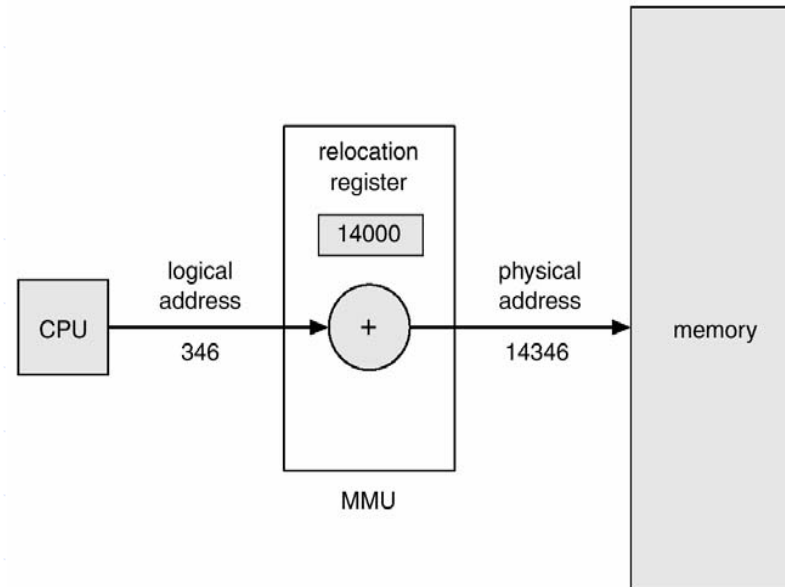 relocation
register
14000
logical
address
346
CPU
+
physical
address
14346
memory
MMU